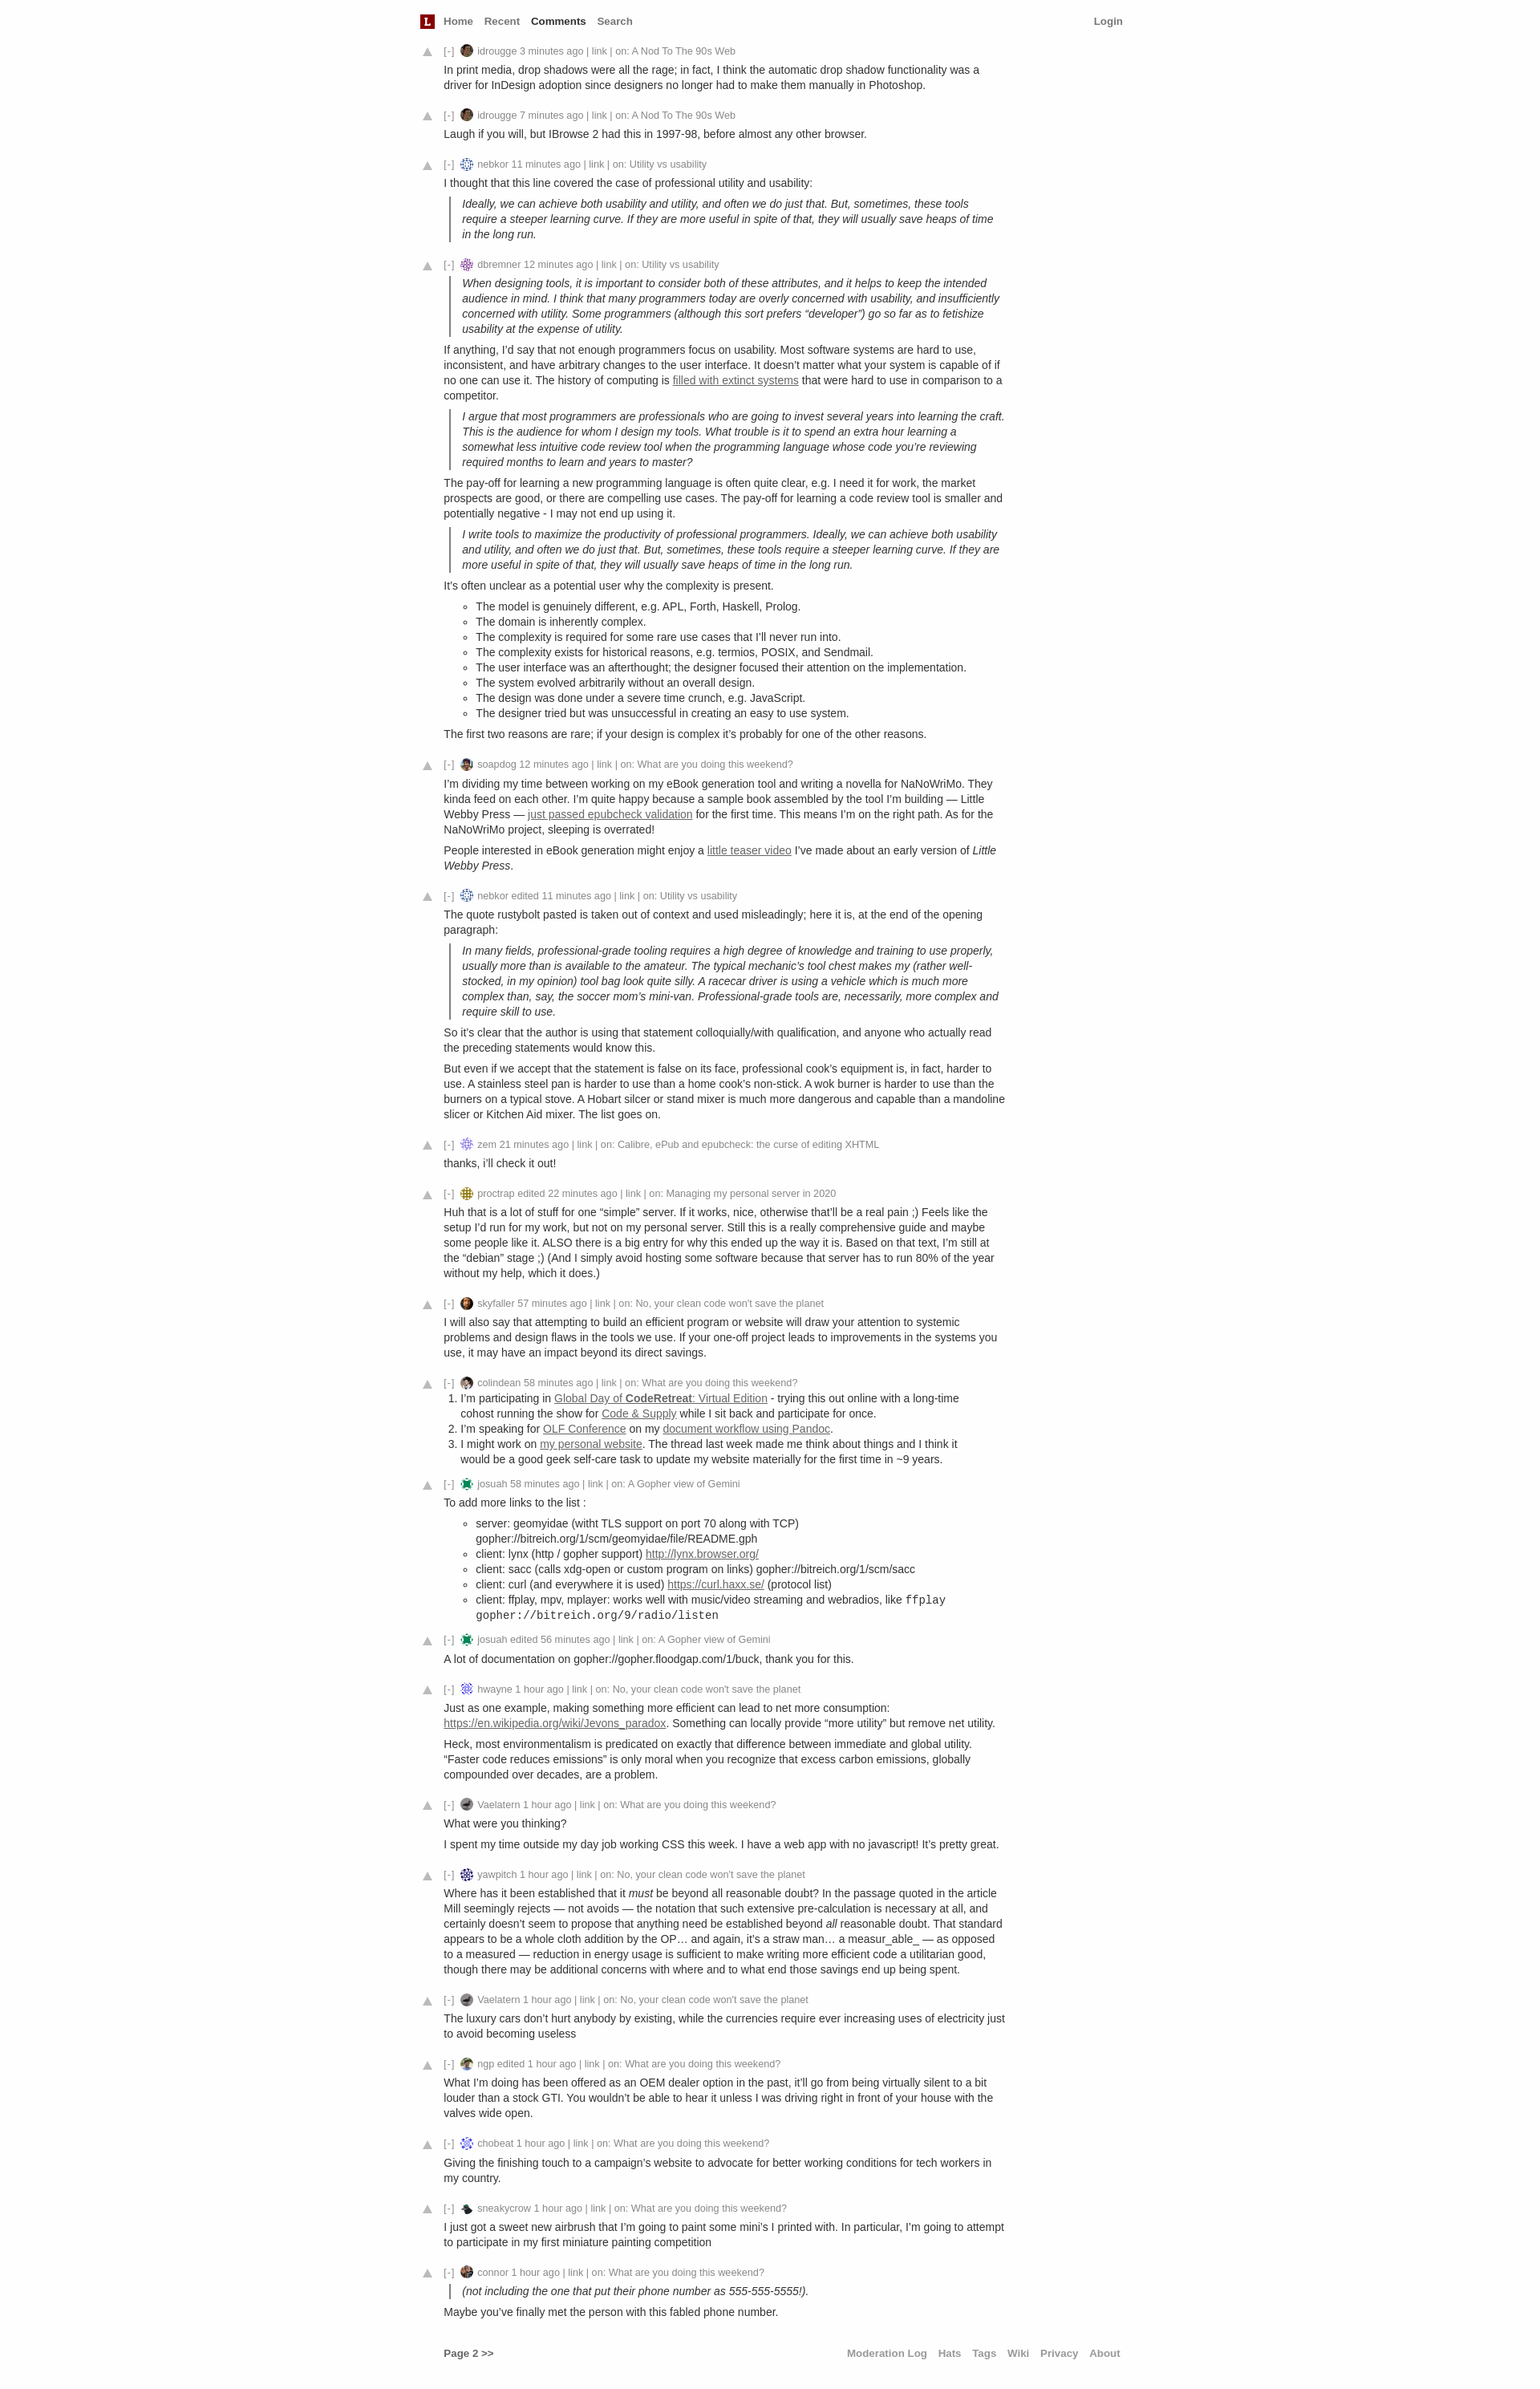 L Home Recent Comments Search Login
[-] idrougge 3 minutes ago | link | on: A Nod To The 90s Web
In print media, drop shadows were all the rage; in fact, I think the automatic drop shadow functionality was a
driver for InDesign adoption since designers no longer had to make them manually in Photoshop.
[-] idrougge 7 minutes ago | link | on: A Nod To The 90s Web
Laugh if you will, but IBrowse 2 had this in 1997-98, before almost any other browser.
[-] nebkor 11 minutes ago | link | on: Utility vs usability
I thought that this line covered the case of professional utility and usability:
Ideally, we can achieve both usability and utility, and often we do just that. But, sometimes, these tools
require a steeper learning curve. If they are more useful in spite of that, they will usually save heaps of time
in the long run.
[-] dbremner 12 minutes ago | link | on: Utility vs usability
When designing tools, it is important to consider both of these attributes, and it helps to keep the intended
audience in mind. I think that many programmers today are overly concerned with usability, and insufficiently
concerned with utility. Some programmers (although this sort prefers “developer”) go so far as to fetishize
usability at the expense of utility.
If anything, I’d say that not enough programmers focus on usability. Most software systems are hard to use,
inconsistent, and have arbitrary changes to the user interface. It doesn’t matter what your system is capable of if
no one can use it. The history of computing is filled with extinct systems that were hard to use in comparison to a
competitor.
I argue that most programmers are professionals who are going to invest several years into learning the craft.
This is the audience for whom I design my tools. What trouble is it to spend an extra hour learning a
somewhat less intuitive code review tool when the programming language whose code you’re reviewing
required months to learn and years to master?
The pay-off for learning a new programming language is often quite clear, e.g. I need it for work, the market
prospects are good, or there are compelling use cases. The pay-off for learning a code review tool is smaller and
potentially negative - I may not end up using it.
I write tools to maximize the productivity of professional programmers. Ideally, we can achieve both usability
and utility, and often we do just that. But, sometimes, these tools require a steeper learning curve. If they are
more useful in spite of that, they will usually save heaps of time in the long run.
It’s often unclear as a potential user why the complexity is present.
The model is genuinely different, e.g. APL, Forth, Haskell, Prolog.
The domain is inherently complex.
The complexity is required for some rare use cases that I’ll never run into.
The complexity exists for historical reasons, e.g. termios, POSIX, and Sendmail.
The user interface was an afterthought; the designer focused their attention on the implementation.
The system evolved arbitrarily without an overall design.
The design was done under a severe time crunch, e.g. JavaScript.
The designer tried but was unsuccessful in creating an easy to use system.
The first two reasons are rare; if your design is complex it’s probably for one of the other reasons.
[-] soapdog 12 minutes ago | link | on: What are you doing this weekend?
I’m dividing my time between working on my eBook generation tool and writing a novella for NaNoWriMo. They
kinda feed on each other. I’m quite happy because a sample book assembled by the tool I’m building — Little
Webby Press — just passed epubcheck validation for the first time. This means I’m on the right path. As for the
NaNoWriMo project, sleeping is overrated!
People interested in eBook generation might enjoy a little teaser video I’ve made about an early version of Little
Webby Press.
[-] nebkor edited 11 minutes ago | link | on: Utility vs usability
The quote rustybolt pasted is taken out of context and used misleadingly; here it is, at the end of the opening
paragraph:
In many fields, professional-grade tooling requires a high degree of knowledge and training to use properly,
usually more than is available to the amateur. The typical mechanic’s tool chest makes my (rather well-
stocked, in my opinion) tool bag look quite silly. A racecar driver is using a vehicle which is much more
complex than, say, the soccer mom’s mini-van. Professional-grade tools are, necessarily, more complex and
require skill to use.
So it’s clear that the author is using that statement colloquially/with qualification, and anyone who actually read
the preceding statements would know this.
But even if we accept that the statement is false on its face, professional cook’s equipment is, in fact, harder to
use. A stainless steel pan is harder to use than a home cook’s non-stick. A wok burner is harder to use than the
burners on a typical stove. A Hobart silcer or stand mixer is much more dangerous and capable than a mandoline
slicer or Kitchen Aid mixer. The list goes on.
[-] zem 21 minutes ago | link | on: Calibre, ePub and epubcheck: the curse of editing XHTML
thanks, i’ll check it out!
[-] proctrap edited 22 minutes ago | link | on: Managing my personal server in 2020
Huh that is a lot of stuff for one “simple” server. If it works, nice, otherwise that’ll be a real pain ;) Feels like the
setup I’d run for my work, but not on my personal server. Still this is a really comprehensive guide and maybe
some people like it. ALSO there is a big entry for why this ended up the way it is. Based on that text, I’m still at
the “debian” stage ;) (And I simply avoid hosting some software because that server has to run 80% of the year
without my help, which it does.)
[-] skyfaller 57 minutes ago | link | on: No, your clean code won't save the planet
I will also say that attempting to build an efficient program or website will draw your attention to systemic
problems and design flaws in the tools we use. If your one-off project leads to improvements in the systems you
use, it may have an impact beyond its direct savings.
[-] colindean 58 minutes ago | link | on: What are you doing this weekend?
1. I’m participating in Global Day of CodeRetreat: Virtual Edition - trying this out online with a long-time
cohost running the show for Code & Supply while I sit back and participate for once.
2. I’m speaking for OLF Conference on my document workflow using Pandoc.
3. I might work on my personal website. The thread last week made me think about things and I think it
would be a good geek self-care task to update my website materially for the first time in ~9 years.
[-] josuah 58 minutes ago | link | on: A Gopher view of Gemini
To add more links to the list :
server: geomyidae (witht TLS support on port 70 along with TCP)
gopher://bitreich.org/1/scm/geomyidae/file/README.gph
client: lynx (http / gopher support) http://lynx.browser.org/
client: sacc (calls xdg-open or custom program on links) gopher://bitreich.org/1/scm/sacc
client: curl (and everywhere it is used) https://curl.haxx.se/ (protocol list)
client: ffplay, mpv, mplayer: works well with music/video streaming and webradios, like ffplay
gopher://bitreich.org/9/radio/listen
[-] josuah edited 56 minutes ago | link | on: A Gopher view of Gemini
A lot of documentation on gopher://gopher.floodgap.com/1/buck, thank you for this.
[-] hwayne 1 hour ago | link | on: No, your clean code won't save the planet
Just as one example, making something more efficient can lead to net more consumption:
https://en.wikipedia.org/wiki/Jevons_paradox. Something can locally provide “more utility” but remove net utility.
Heck, most environmentalism is predicated on exactly that difference between immediate and global utility.
“Faster code reduces emissions” is only moral when you recognize that excess carbon emissions, globally
compounded over decades, are a problem.
[-] Vaelatern 1 hour ago | link | on: What are you doing this weekend?
What were you thinking?
I spent my time outside my day job working CSS this week. I have a web app with no javascript! It’s pretty great.
[-] yawpitch 1 hour ago | link | on: No, your clean code won't save the planet
Where has it been established that it must be beyond all reasonable doubt? In the passage quoted in the article
Mill seemingly rejects — not avoids — the notation that such extensive pre-calculation is necessary at all, and
certainly doesn’t seem to propose that anything need be established beyond all reasonable doubt. That standard
appears to be a whole cloth addition by the OP… and again, it’s a straw man… a measur_able_ — as opposed
to a measured — reduction in energy usage is sufficient to make writing more efficient code a utilitarian good,
though there may be additional concerns with where and to what end those savings end up being spent.
[-] Vaelatern 1 hour ago | link | on: No, your clean code won't save the planet
The luxury cars don’t hurt anybody by existing, while the currencies require ever increasing uses of electricity just
to avoid becoming useless
[-] ngp edited 1 hour ago | link | on: What are you doing this weekend?
What I’m doing has been offered as an OEM dealer option in the past, it’ll go from being virtually silent to a bit
louder than a stock GTI. You wouldn’t be able to hear it unless I was driving right in front of your house with the
valves wide open.
[-] chobeat 1 hour ago | link | on: What are you doing this weekend?
Giving the finishing touch to a campaign’s website to advocate for better working conditions for tech workers in
my country.
[-] sneakycrow 1 hour ago | link | on: What are you doing this weekend?
I just got a sweet new airbrush that I’m going to paint some mini’s I printed with. In particular, I’m going to attempt
to participate in my first miniature painting competition
[-] connor 1 hour ago | link | on: What are you doing this weekend?
(not including the one that put their phone number as 555-555-5555!).
Maybe you’ve finally met the person with this fabled phone number.
Page 2 >> Moderation Log Hats Tags Wiki Privacy About